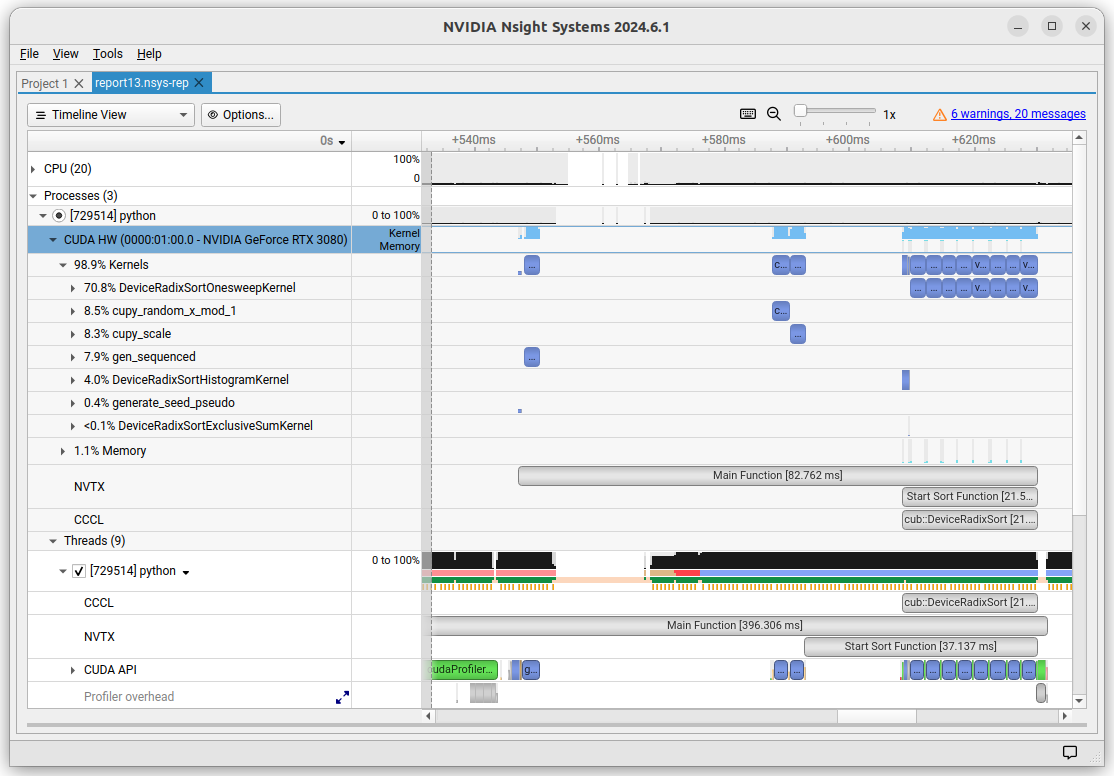 NVIDIA Nsight Systems 2024.6.1
File View Tools Help
Project 1 report13.nsys-rep
Timeline View Options... 1x 6 warnings, 20 messages
0s +540ms +560ms +580ms +600ms +620ms
CPU (20) 100%
0
Processes (3)
[729514] python 0 to 100%
CUDA HW (0000:01:00.0 - NVIDIA GeForce RTX 3080) Kernel
Memory
98.9% Kernels ... c... ... ... ... ... ... v... ... ... v...
70.8% DeviceRadixSortOnesweepKernel ... ... ... ... v... ... ... v...
8.5% cupy_random_x_mod_1 c...
8.3% cupy_scale ...
7.9% gen_sequenced ...
4.0% DeviceRadixSortHistogramKernel
0.4% generate_seed_pseudo
<0.1% DeviceRadixSortExclusiveSumKernel
1.1% Memory
NVTX Main Function [82.762 ms]
Start Sort Function [21.5...
CCCL cub::DeviceRadixSort [21....
Threads (9)
[729514] python 0 to 100%
CCCL cub::DeviceRadixSort [21....
NVTX Main Function [396.306 ms]
Start Sort Function [37.137 ms]
CUDA API udaProfiler... g... ... ... ... ... ... ... ... ... ... ...
Profiler overhead